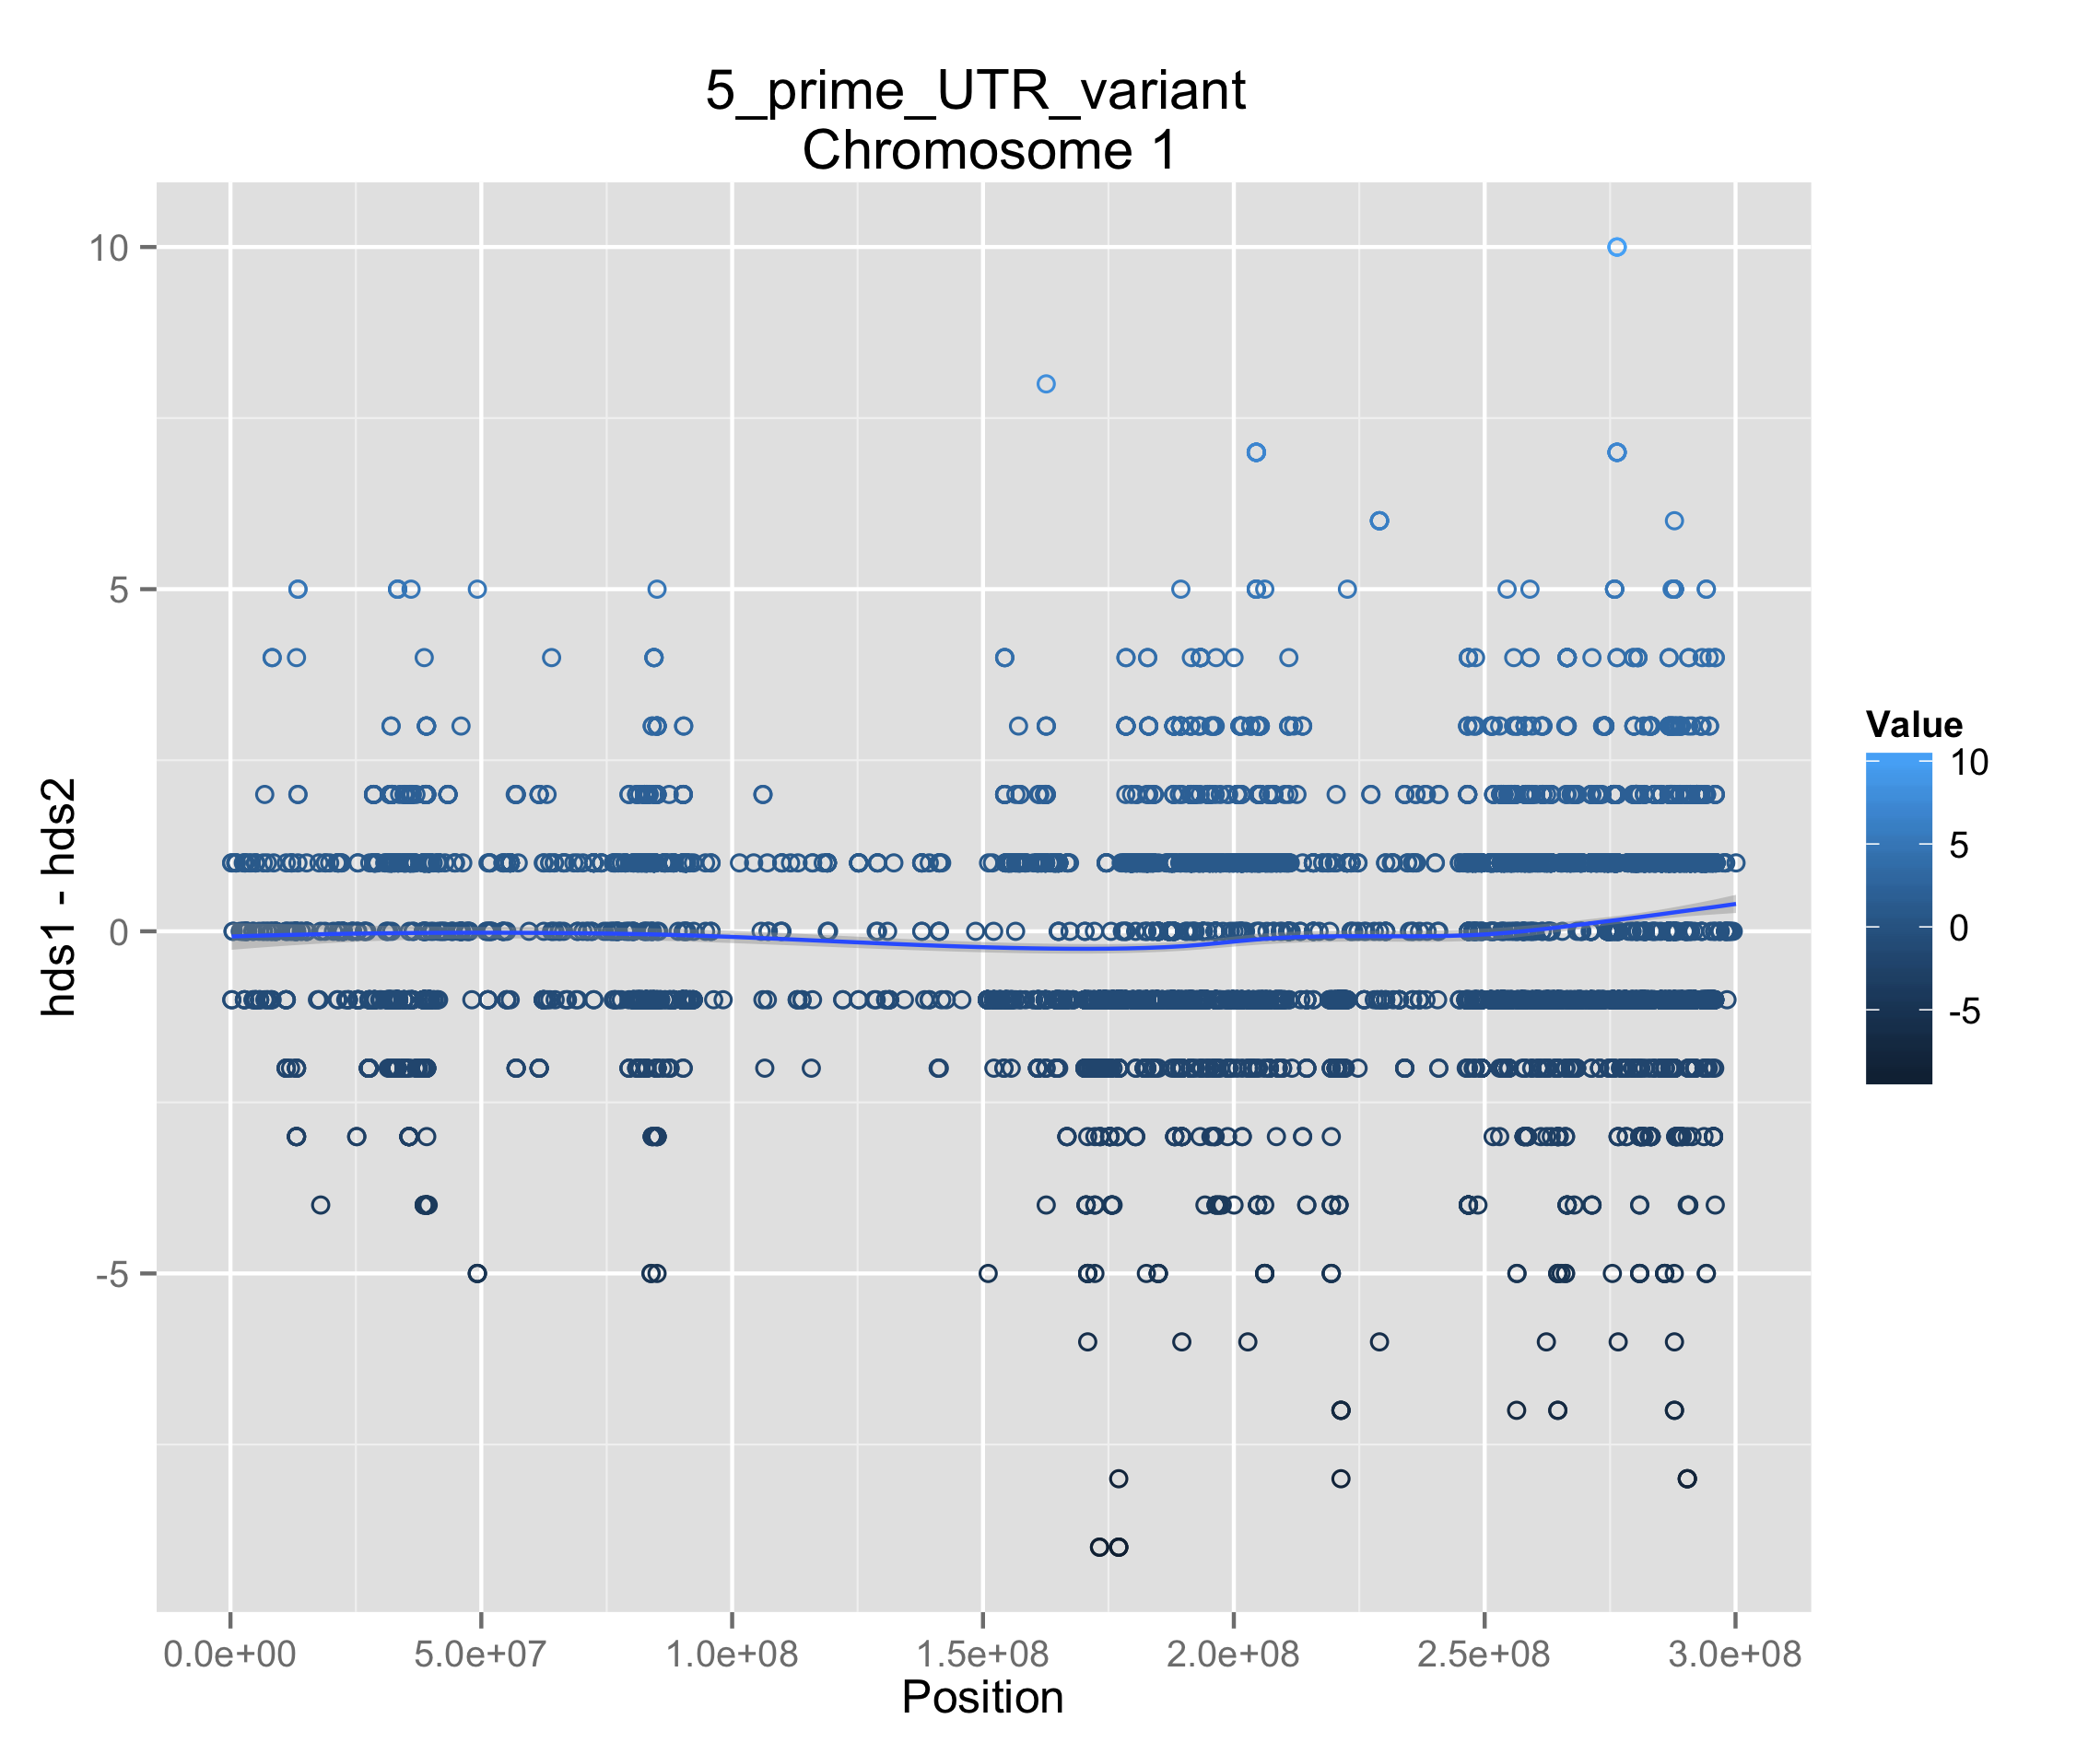 5_prime_UTR_variant
Chromosome 1
10
5
0
-5
hds1 - hds2
0.0e+00
5.0e+07
1.0e+08
1.5e+08
2.0e+08
2.5e+08
3.0e+08
Position
Value
10
5
0
-5